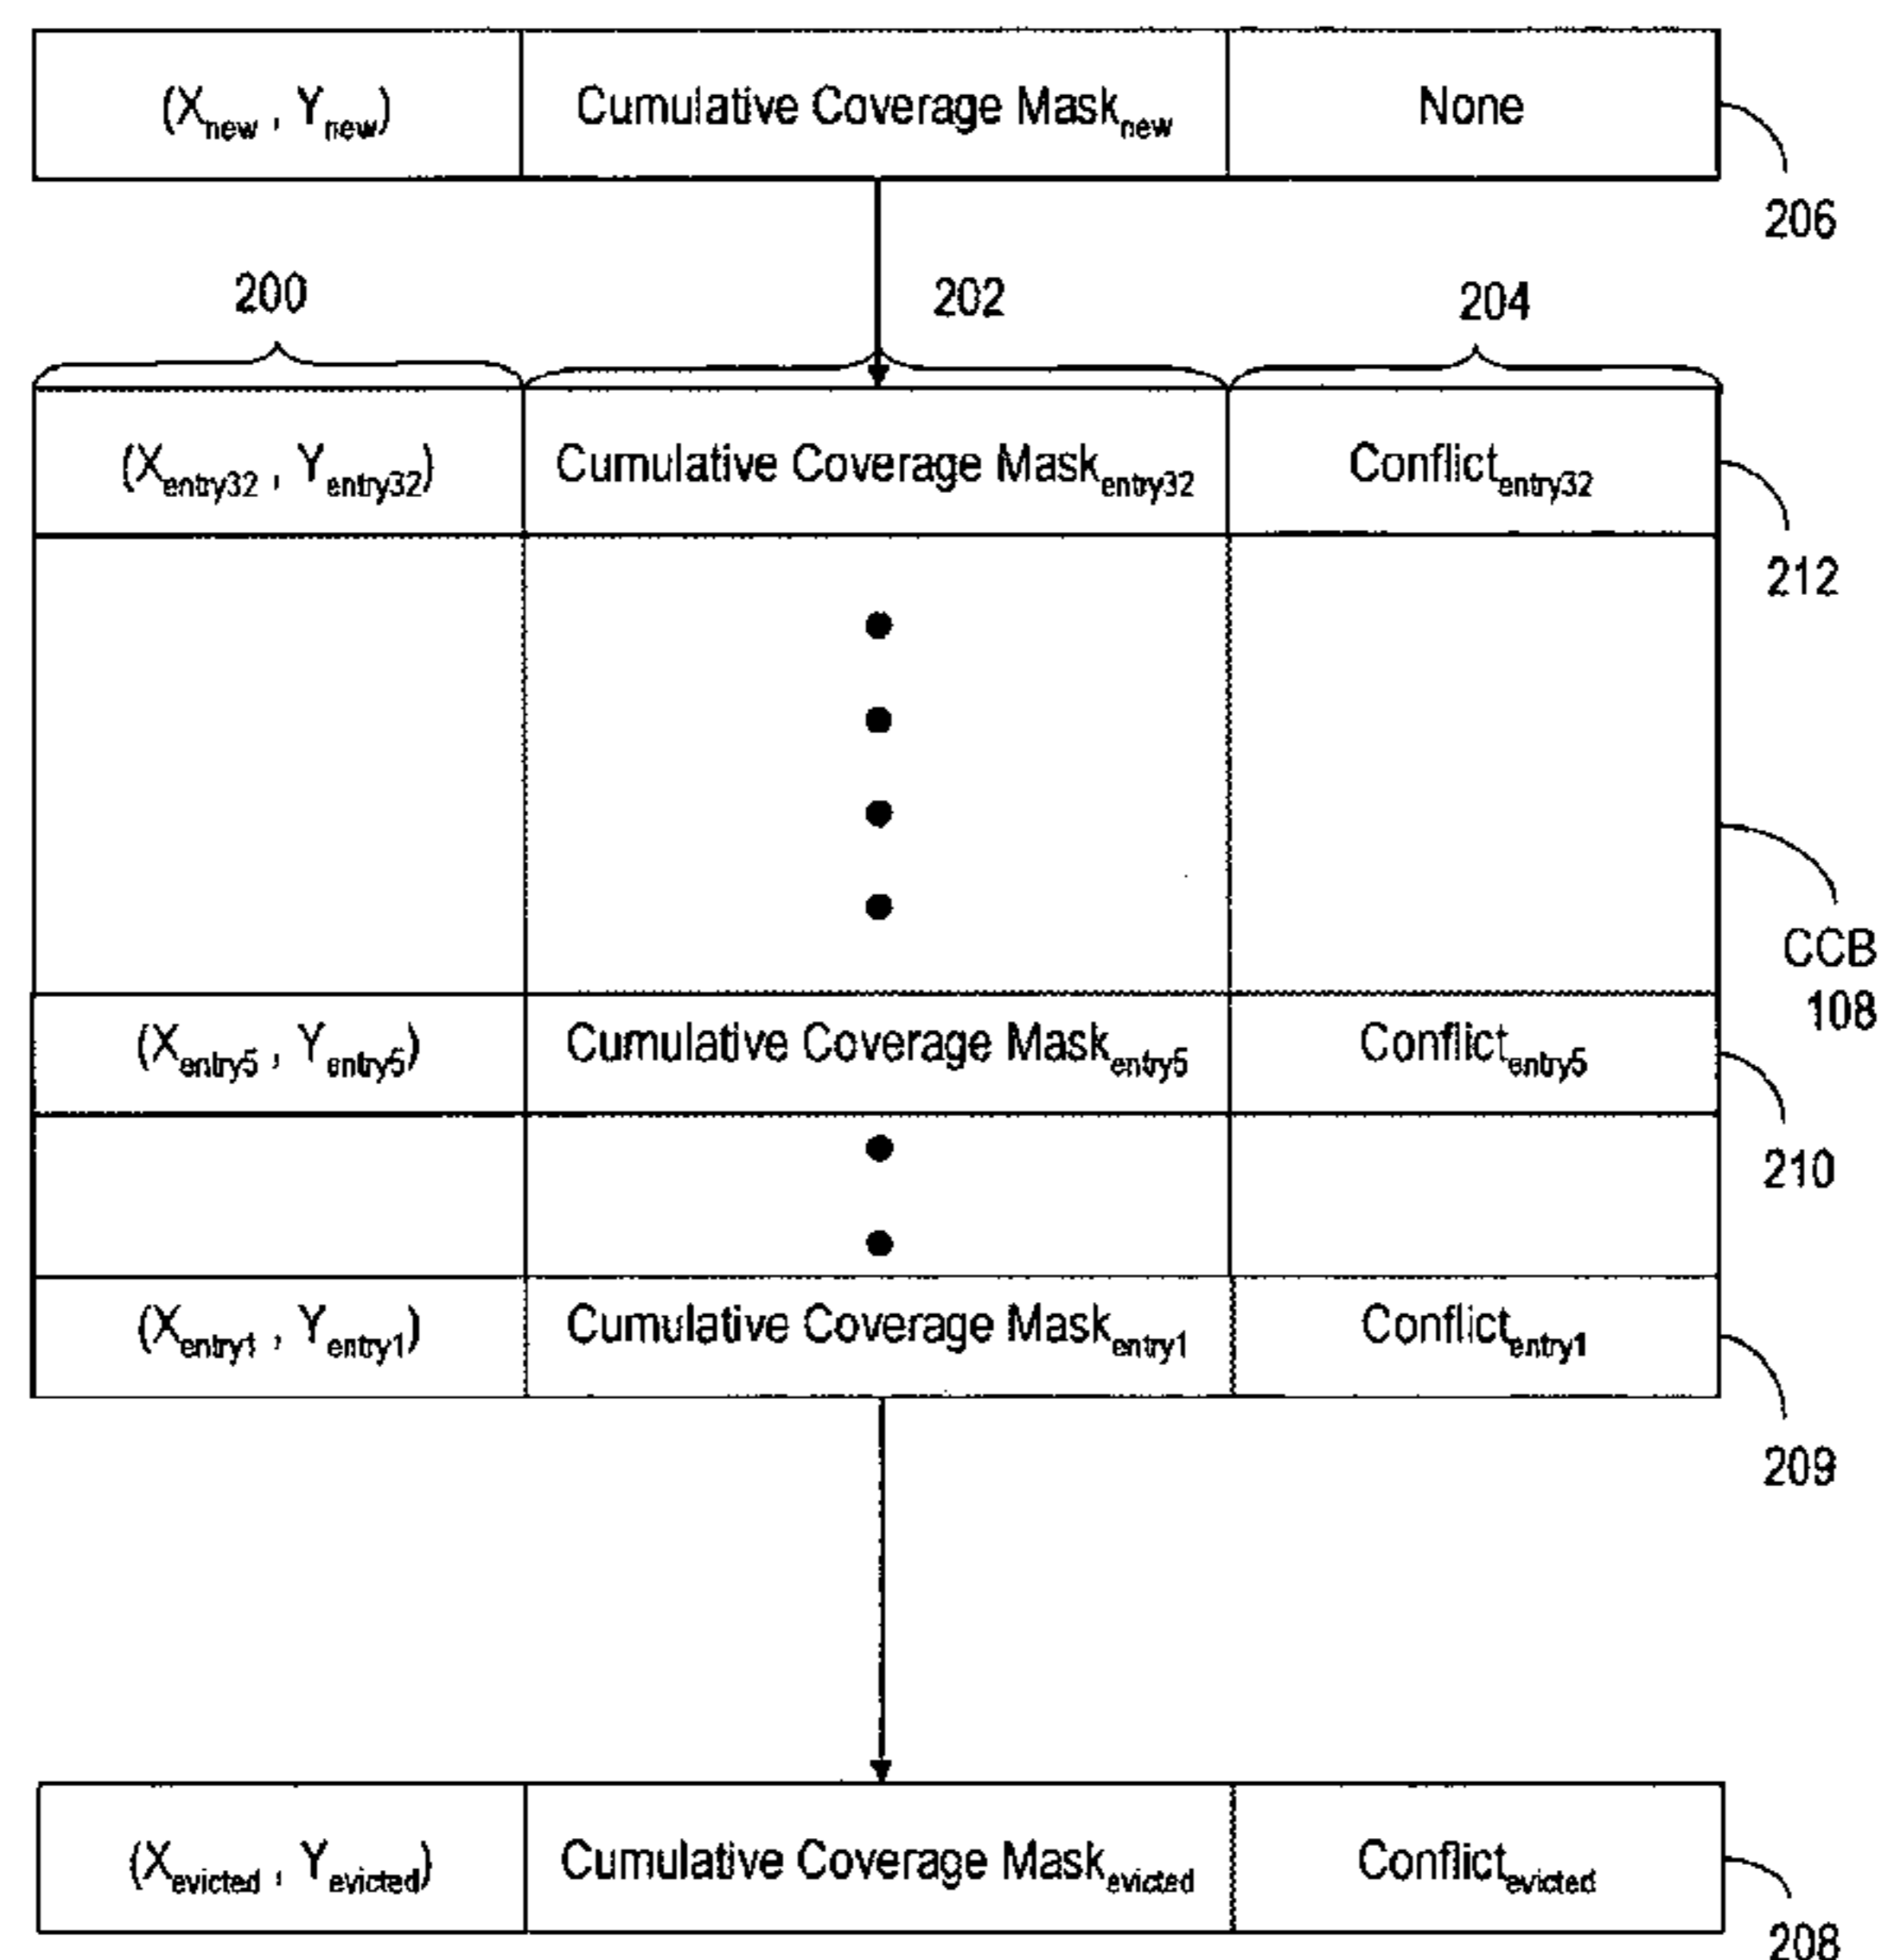 (Xnew , Ynew) Cumulative Coverage Masknew None
206
200 202 204
(Xentry32 , Yentry32) Cumulative Coverage Maskentry32 Conflictentry32
212
CCB
108
(Xentry5 , Yentry5) Cumulative Coverage Maskentry5 Conflictentry5
210
(Xentry1 , Yentry1) Cumulative Coverage Maskentry1 Conflictentry1
209
(Xevicted , Yevicted) Cumulative Coverage Maskevicted Conflictevicted
208